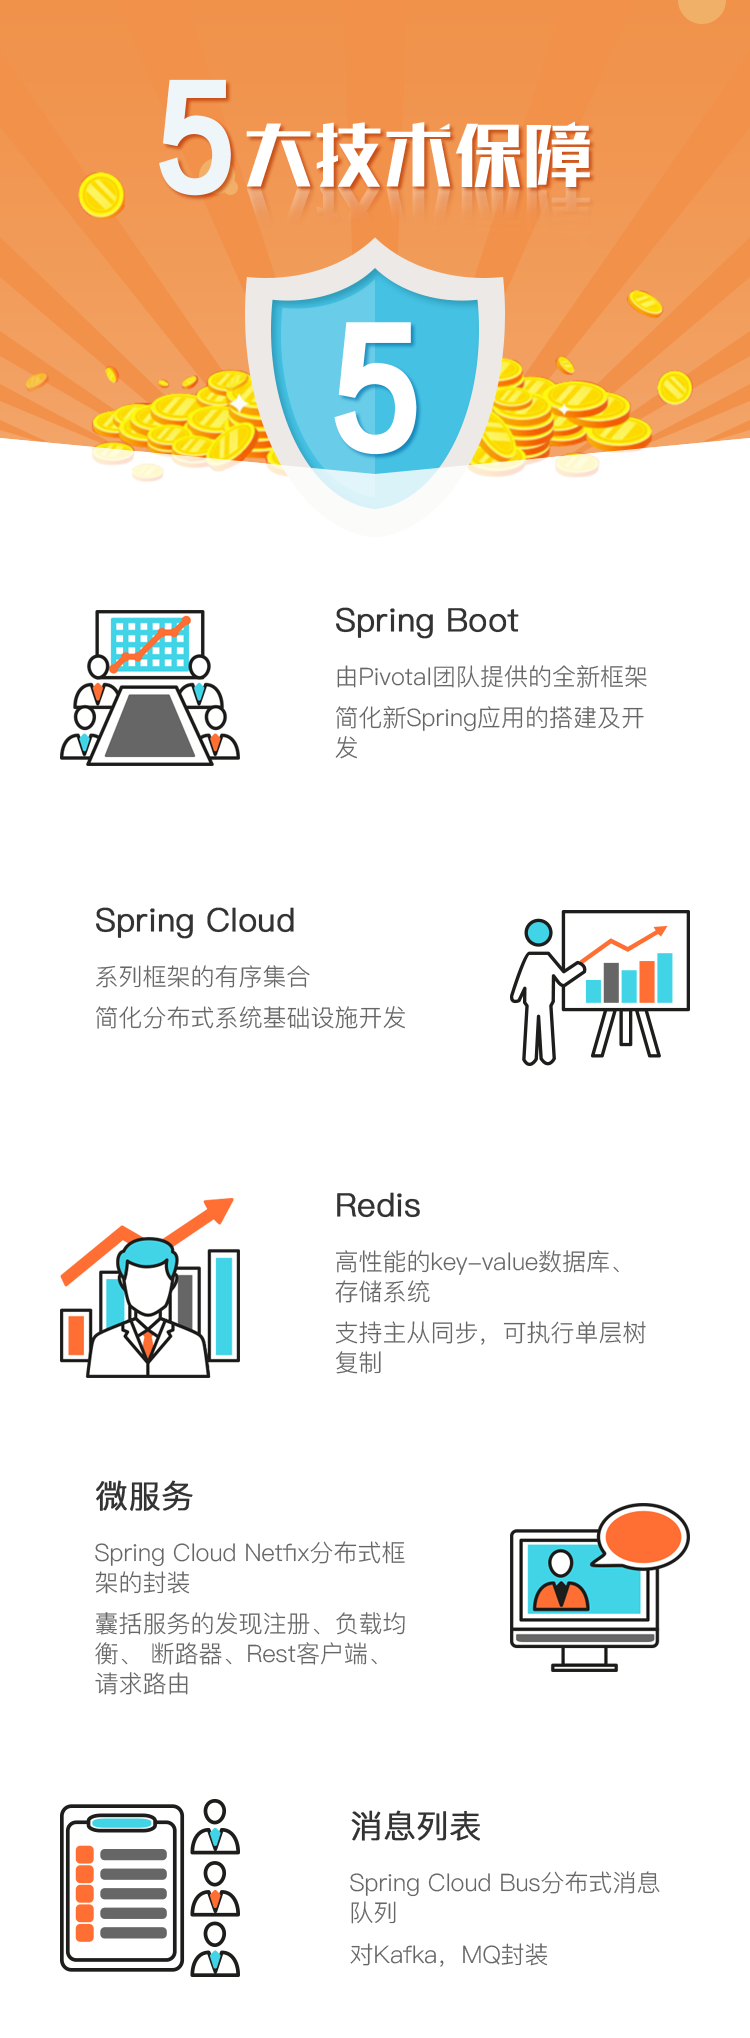 5大技术保障
5
Spring Boot
由Pivotal团队提供的全新框架
简化新Spring应用的搭建及开
发
Spring Cloud
系列框架的有序集合
简化分布式系统基础设施开发
Redis
高性能的key-value数据库、
存储系统
支持主从同步，可执行单层树
复制
微服务
Spring Cloud Netfix分布式框
架的封装
囊括服务的发现注册、负载均
衡、 断路器、Rest客户端、
请求路由
消息列表
Spring Cloud Bus分布式消息
队列
对Kafka，MQ封装